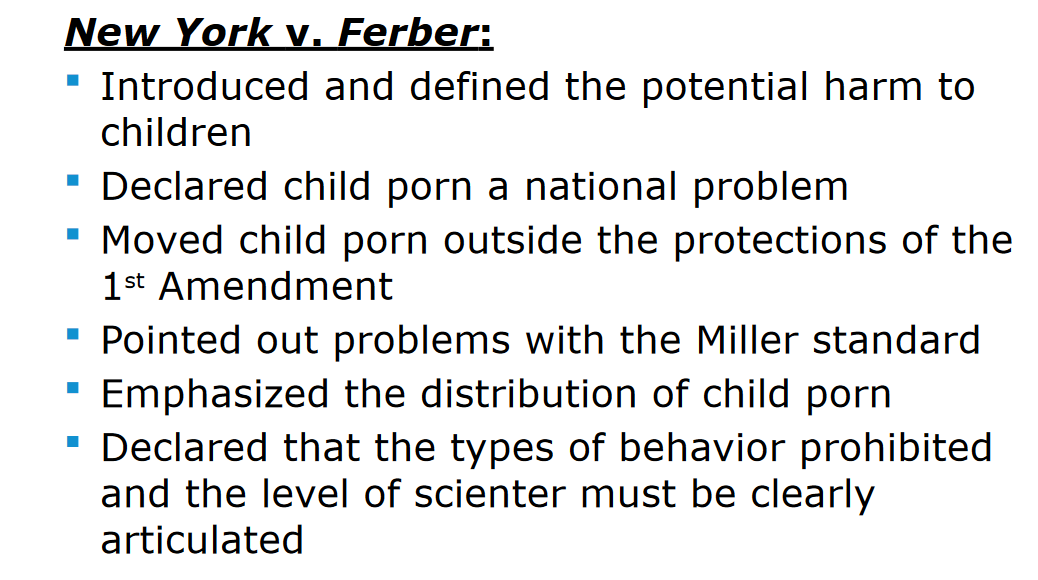 New York v. Ferber:
▪ Introduced and defined the potential harm to
children
▪ Declared child porn a national problem
▪ Moved child porn outside the protections of the
1st Amendment
▪ Pointed out problems with the Miller standard
▪ Emphasized the distribution of child porn
▪ Declared that the types of behavior prohibited
and the level of scienter must be clearly
articulated